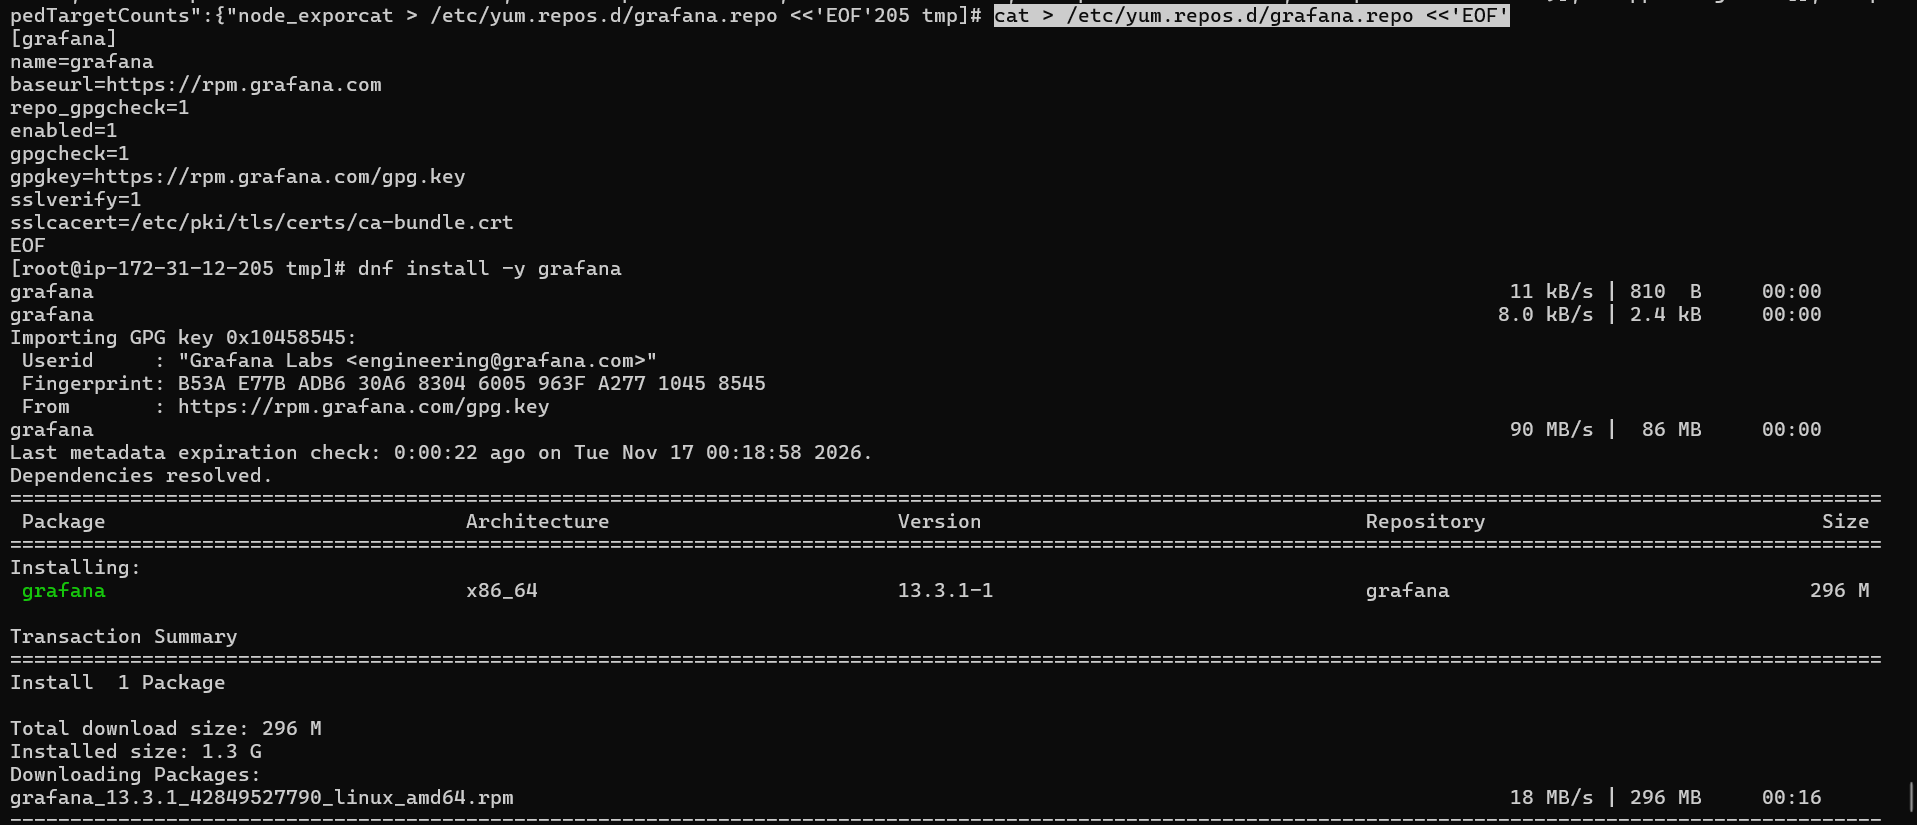 pedTargetCounts":{"node_exporcat > /etc/yum.repos.d/grafana.repo <<'EOF'205 tmp]# cat > /etc/yum.repos.d/grafana.repo <<'EOF'
[grafana]
name=grafana
baseurl=https://rpm.grafana.com
repo_gpgcheck=1
enabled=1
gpgcheck=1
gpgkey=https://rpm.grafana.com/gpg.key
sslverify=1
sslcacert=/etc/pki/tls/certs/ca-bundle.crt
EOF
[root@ip-172-31-12-205 tmp]# dnf install -y grafana
grafana 11 kB/s | 810  B 00:00
grafana 8.0 kB/s | 2.4 kB 00:00
Importing GPG key 0x10458545:
 Userid     : "Grafana Labs <engineering@grafana.com>"
 Fingerprint: B53A E77B ADB6 30A6 8304 6005 963F A277 1045 8545
 From       : https://rpm.grafana.com/gpg.key
grafana 90 MB/s |  86 MB 00:00
Last metadata expiration check: 0:00:22 ago on Tue Nov 17 00:18:58 2026.
Dependencies resolved.
================================================================================
 Package Architecture Version Repository Size
================================================================================
Installing:
 grafana x86_64 13.3.1-1 grafana 296 M
Transaction Summary
================================================================================
Install  1 Package
Total download size: 296 M
Installed size: 1.3 G
Downloading Packages:
grafana_13.3.1_42849527790_linux_amd64.rpm 18 MB/s | 296 MB 00:16